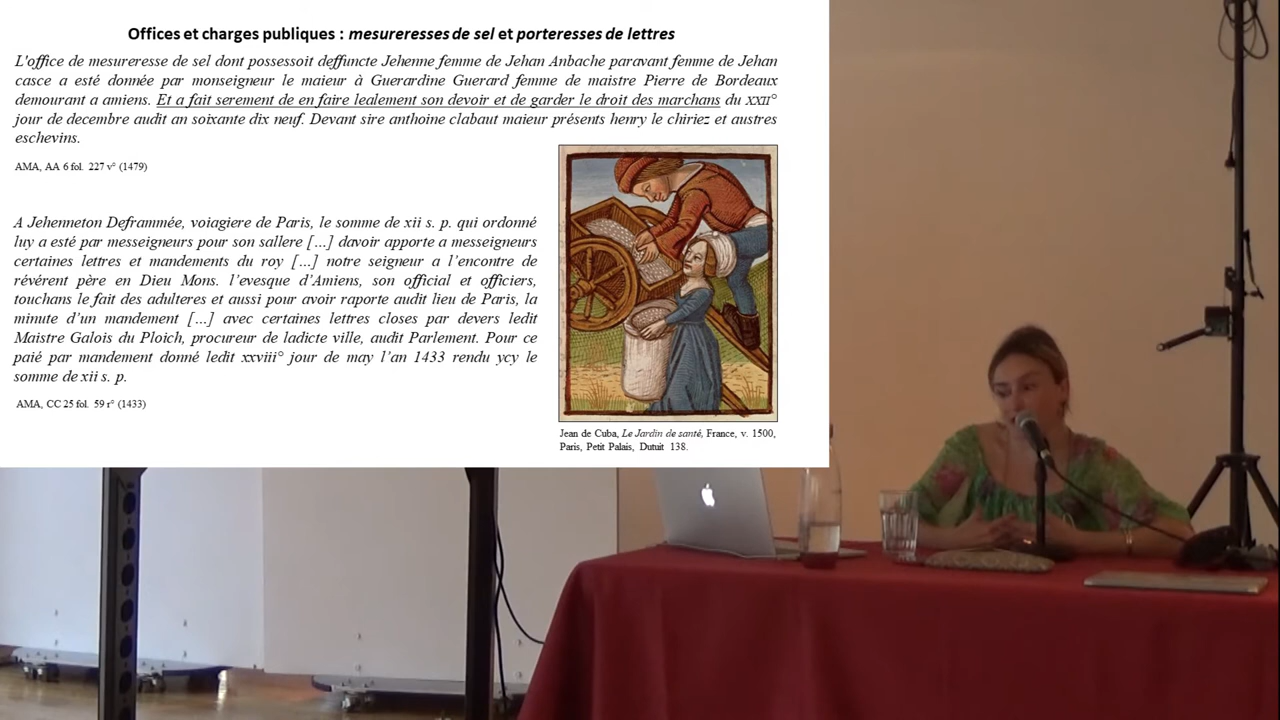 Offices et charges publiques : mesureresses de sel et porteresses de lettres
L'office de mesureresse de sel dont possessoit deffuncte Jehenne femme de Jehan Anbache paravant femme de Jehan
casce a esté donnée par monseigneur le maieur à Guerardine Guerard femme de maistre Pierre de Bordeaux
demourant a amiens. Et a fait serement de en faire lealement son devoir et de garder le droit des marchans du XXII°
jour de decembre audit an soixante dix neuf. Devant sire anthoine clabaut maieur présents henry le chiriez et austres
eschevins.
AMA, AA 6 fol. 227 v° (1479)
A Jehenneton Deframmée, voiagiere de Paris, le somme de xii s. p. qui ordonné
luy a esté par messeigneurs pour son sallere […] davoir apporte a messeigneurs
certaines lettres et mandements du roy […] notre seigneur a l'encontre de
révérent père en Dieu Mons. l'evesque d'Amiens, son official et officiers,
touchans le fait des adulteres et aussi pour avoir raporte audit lieu de Paris, la
minute d'un mandement […] avec certaines lettres closes par devers ledit
Maistre Galois du Ploich, procureur de ladicte ville, audit Parlement. Pour ce
paié par mandement donné ledit xxviii° jour de may l'an 1433 rendu ycy le
somme de xii s. p.
AMA, CC 25 fol. 59 r° (1433)
Jean de Cuba, Le Jardin de santé, France, v. 1500,
Paris, Petit Palais, Dutuit 138.